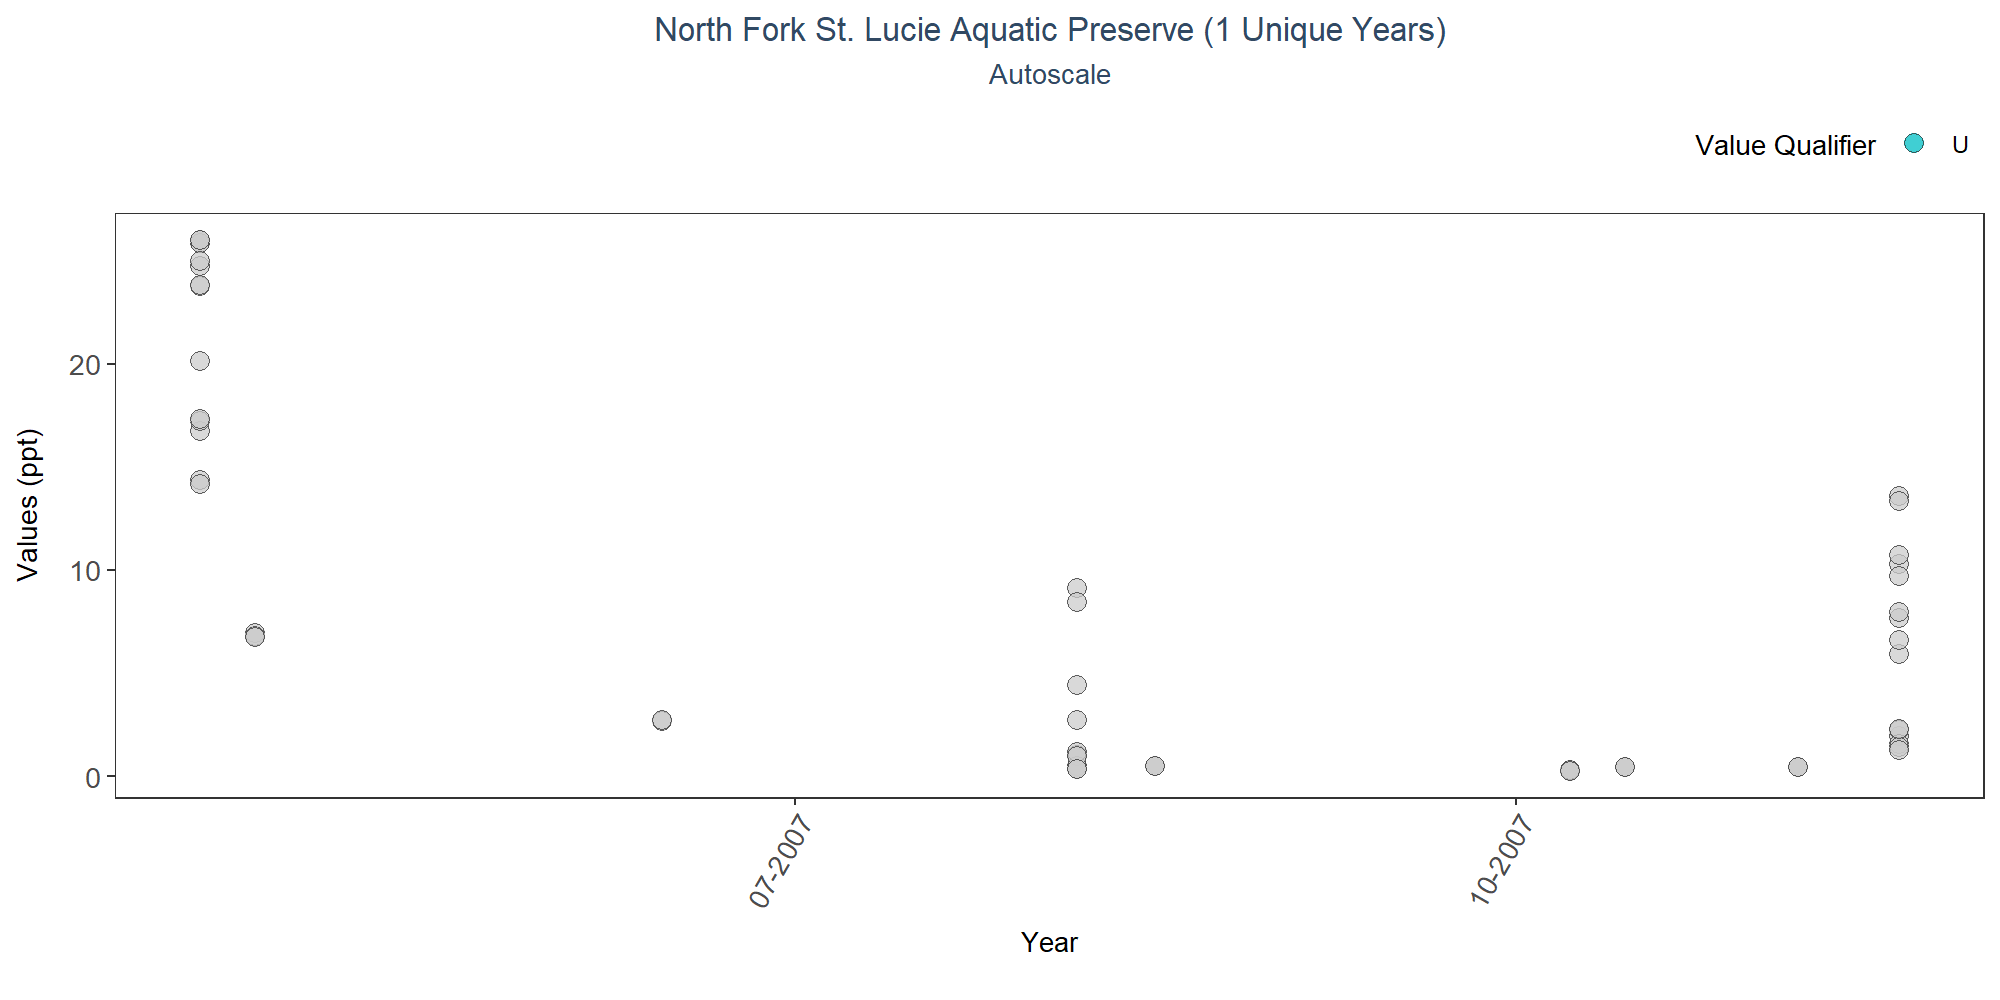 North Fork St. Lucie Aquatic Preserve (1 Unique Years)
Autoscale
Value Qualifier U
Values (ppt)
20
10
0
07-2007
10-2007
Year